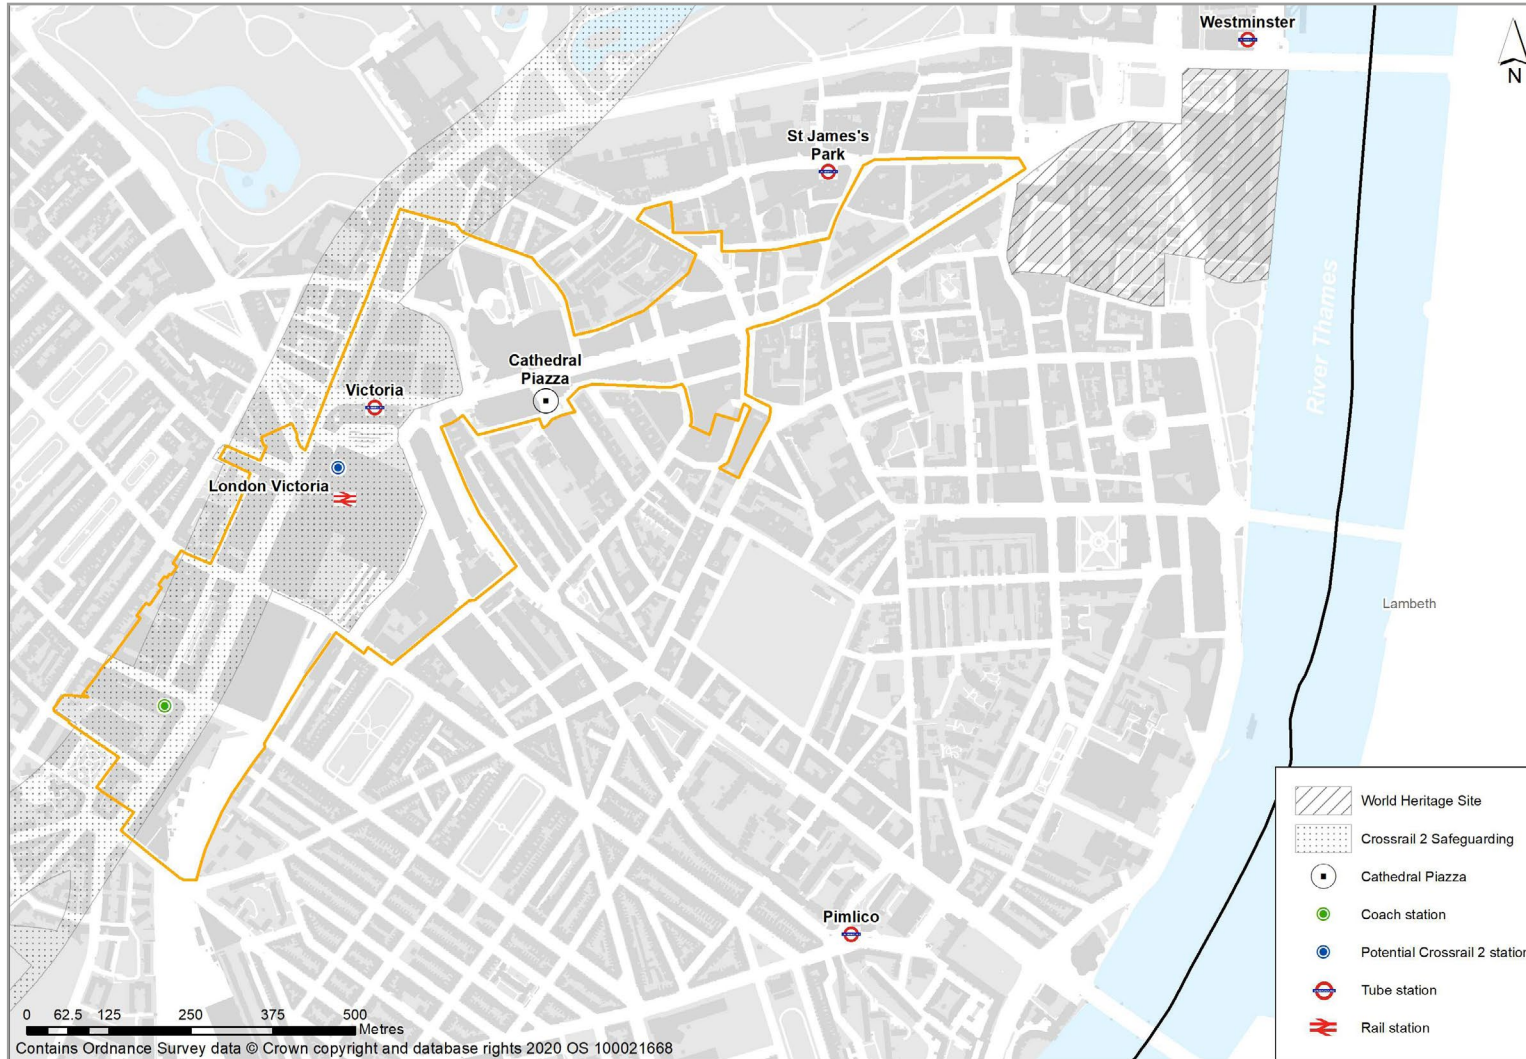 Westminster
N
St James's
Park
Cathedral
Piazza
Victoria
London Victoria
River Thames
Lambeth
Pimlico
World Heritage Site
Crossrail 2 Safeguarding
Cathedral Piazza
Coach station
Potential Crossrail 2 station
Tube station
Rail station
0 62.5 125 250 375 500
Metres
Contains Ordnance Survey data © Crown copyright and database rights 2020 OS 100021668